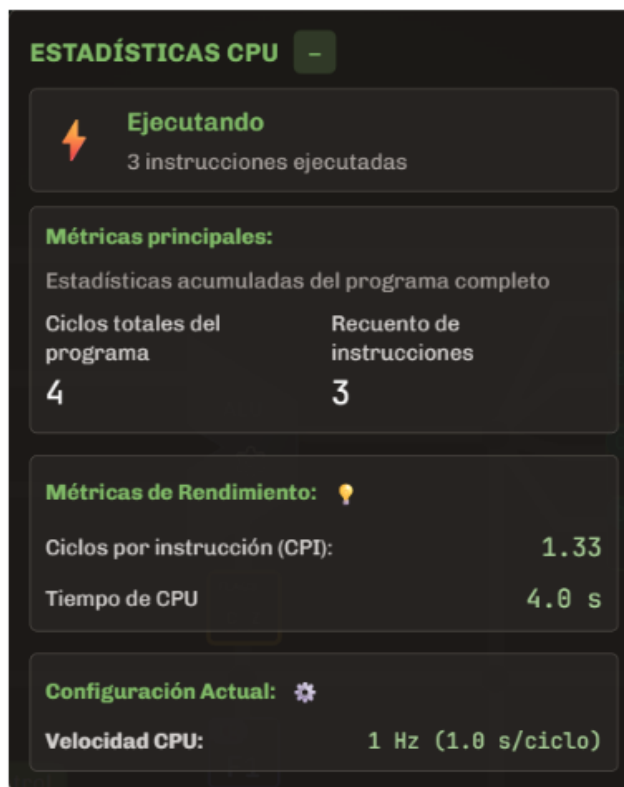 ESTADÍSTICAS CPU –
Ejecutando
3 instrucciones ejecutadas
Métricas principales:
Estadísticas acumuladas del programa completo
Ciclos totales del programa
4
Recuento de instrucciones
3
Métricas de Rendimiento:
Ciclos por instrucción (CPI): 1.33
Tiempo de CPU 4.0 s
Configuración Actual:
Velocidad CPU: 1 Hz (1.0 s/ciclo)